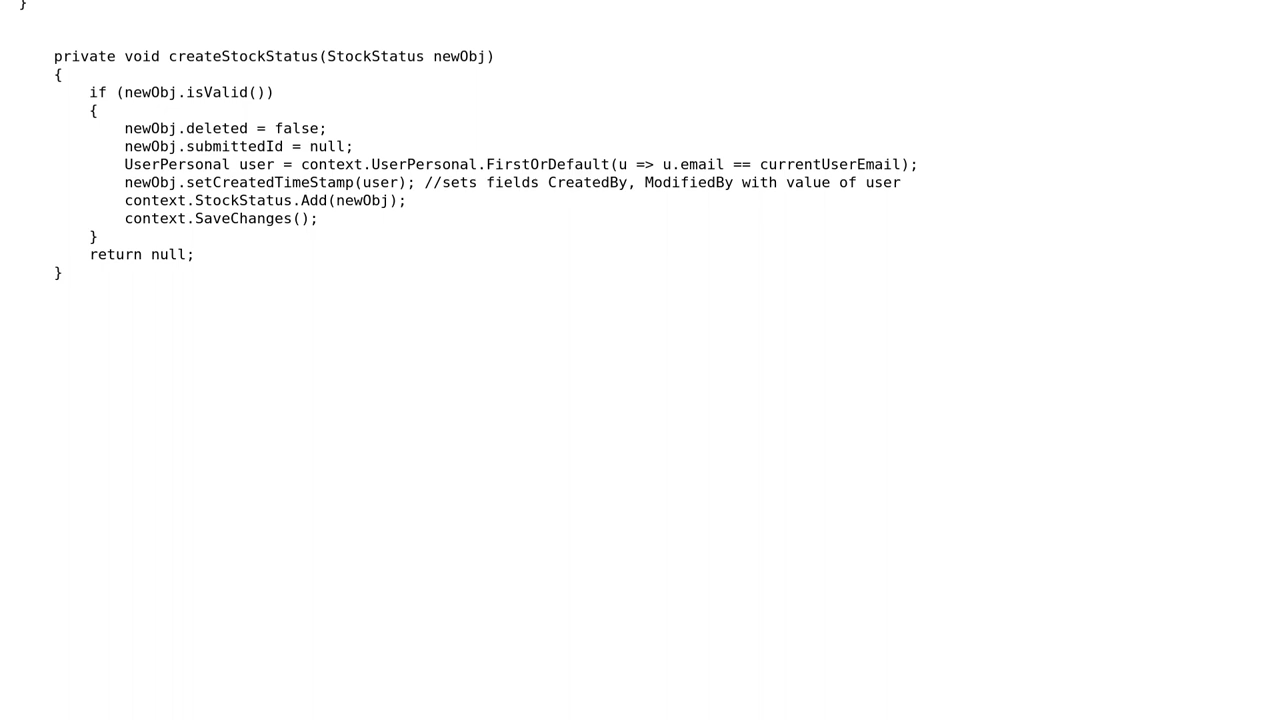 }
private void createStockStatus(StockStatus newObj)
{
if (newObj.isValid())
{
newObj.deleted = false;
newObj.submittedId = null;
UserPersonal user = context.UserPersonal.FirstOrDefault(u => u.email == currentUserEmail);
newObj.setCreatedTimeStamp(user); //sets fields CreatedBy, ModifiedBy with value of user
context.StockStatus.Add(newObj);
context.SaveChanges();
}
return null;
}